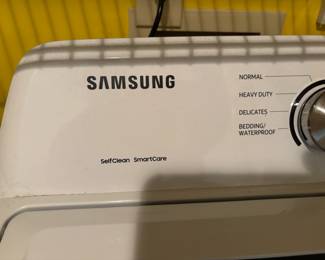 SAMSUNG
NORMAL
HEAVY DUTY
DELICATES
BEDDING/
WATERPROOF
SelfClean SmartCare